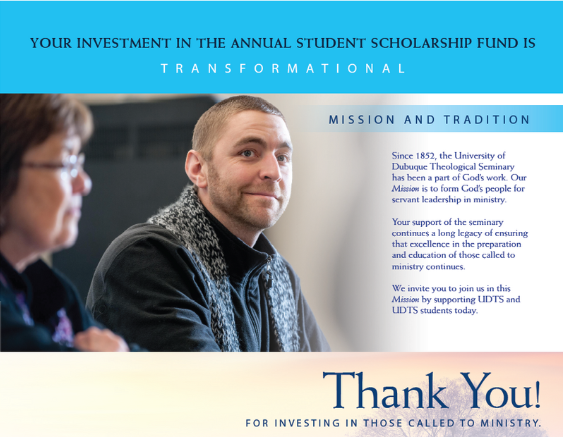 YOUR INVESTMENT IN THE ANNUAL STUDENT SCHOLARSHIP FUND IS
TRANSFORMATIONAL
MISSION AND TRADITION
Since 1852, the University of
Dubuque Theological Seminary
has been a part of God's work. Our
Mission is to form God's people for
servant leadership in ministry.
Your support of the seminary
continues a long legacy of ensuring
that excellence in the preparation
and education of those called to
ministry continues.
We invite you to join us in this
Mission by supporting UDTS and
UDTS students today.
Thank You!
FOR INVESTING IN THOSE CALLED TO MINISTRY.